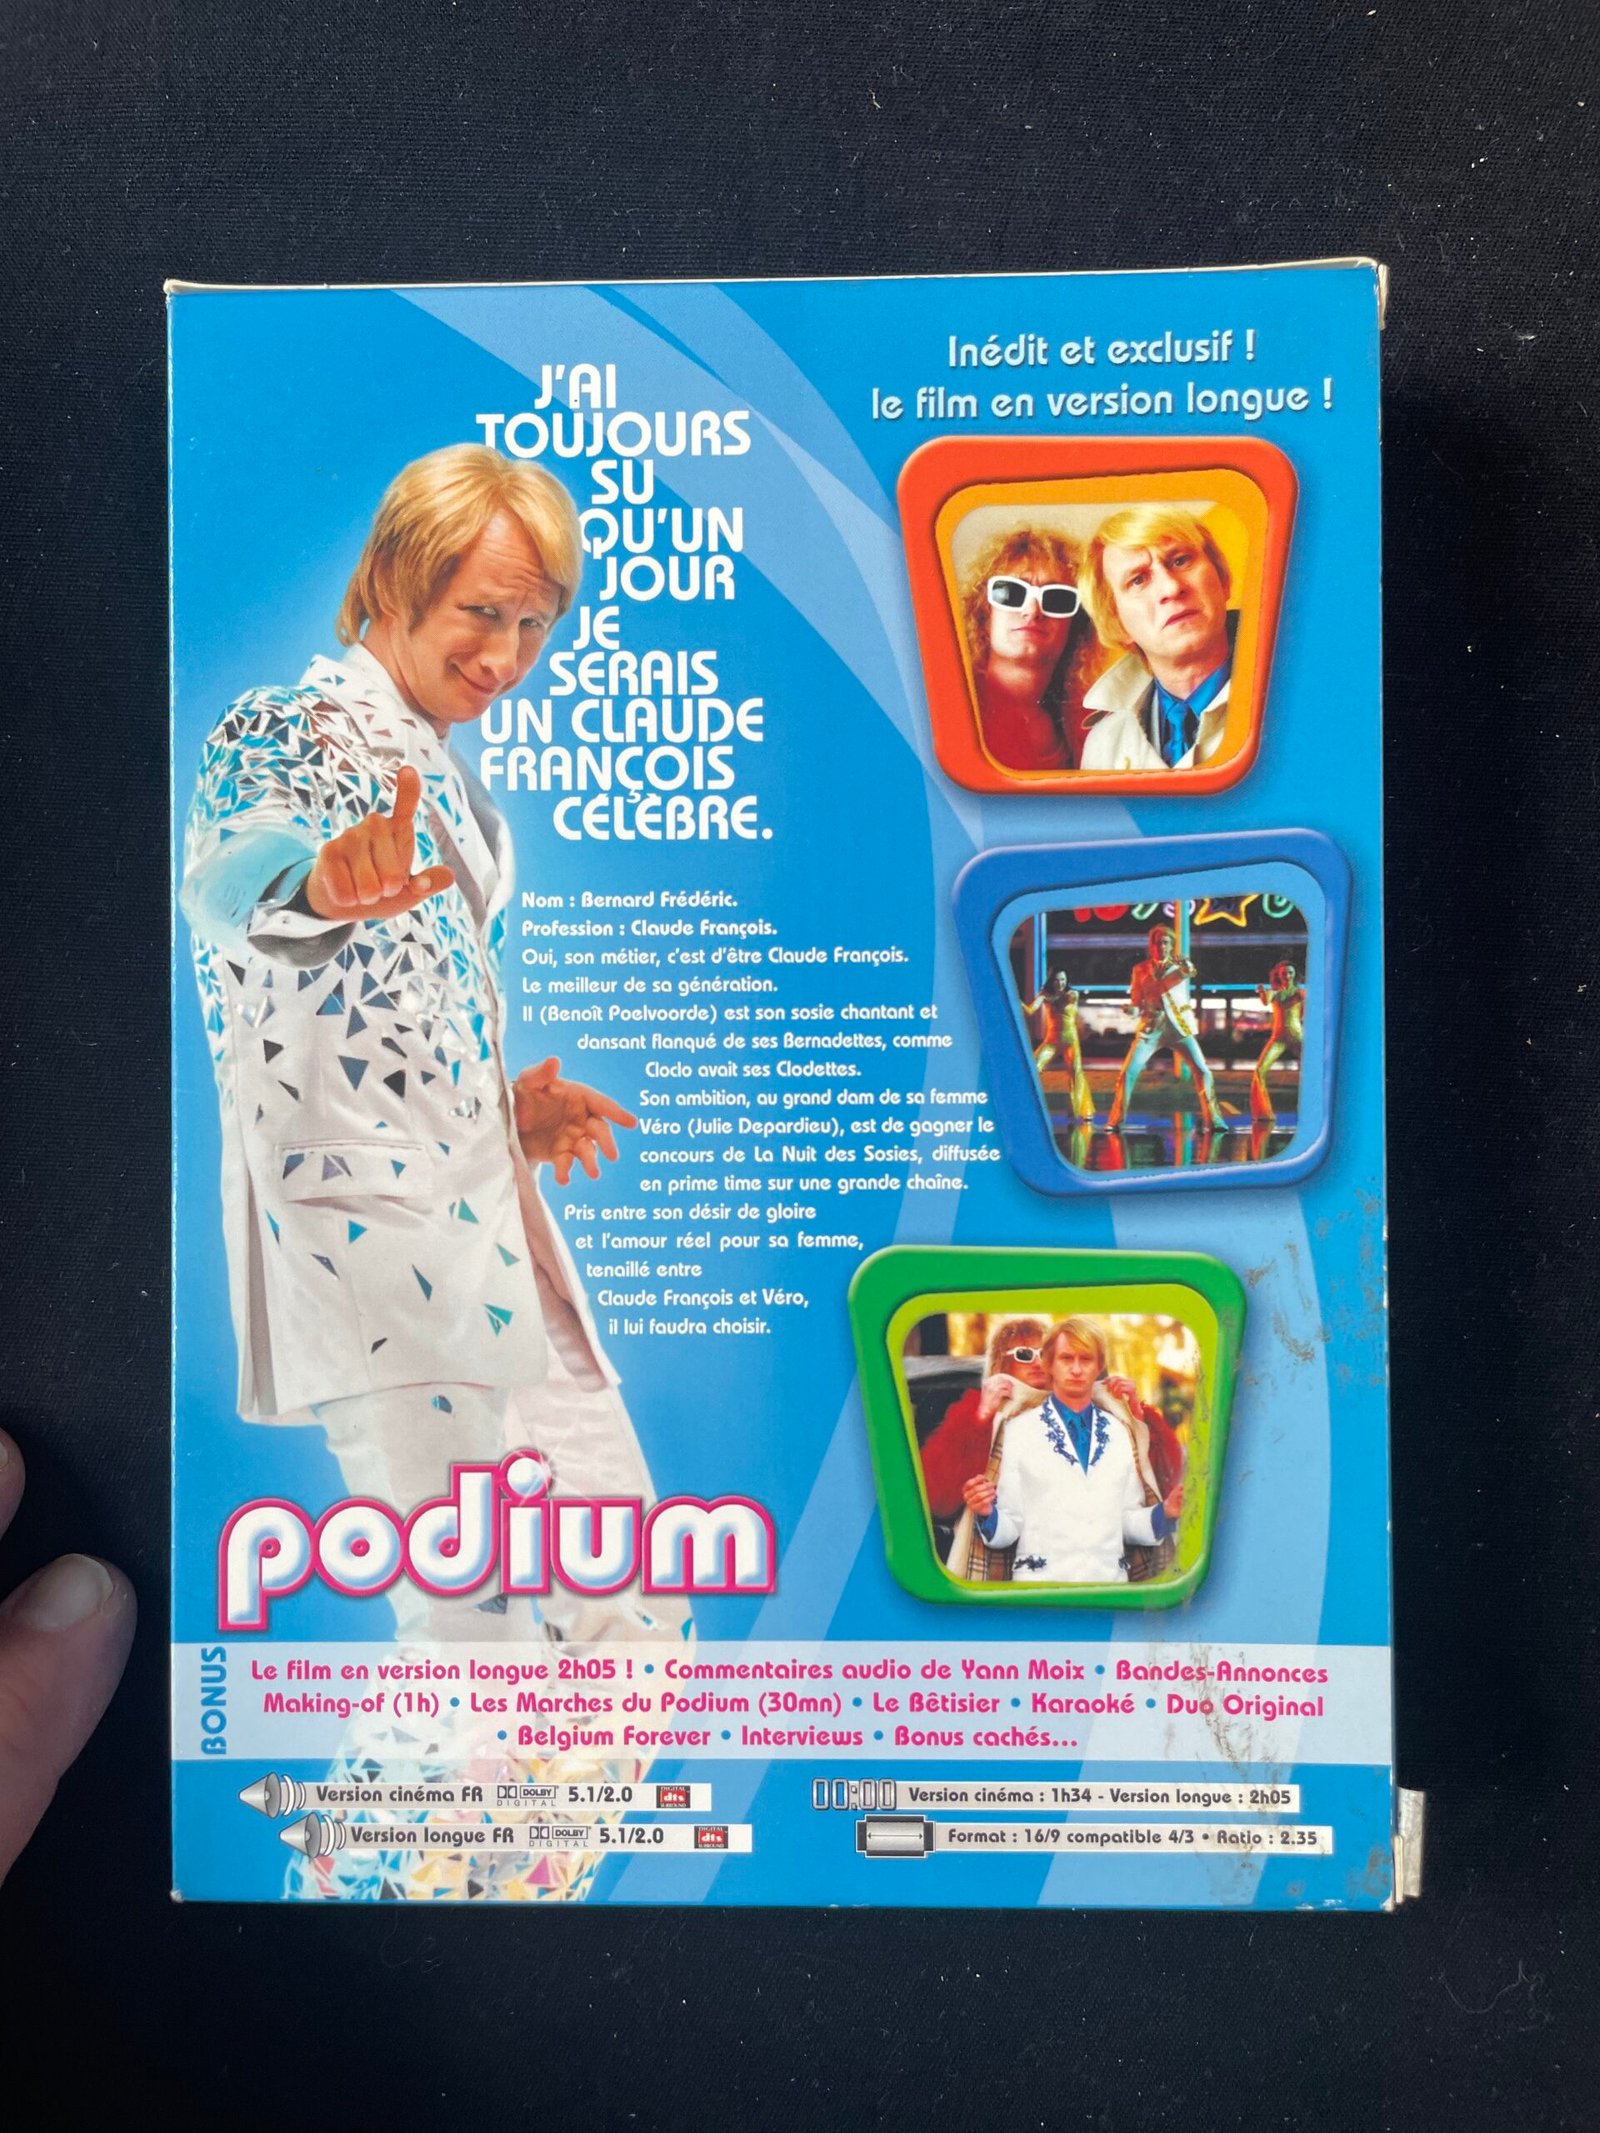 J'AI
TOUJOURS
SU
QU'UN
JOUR
JE
SERAIS
UN CLAUDE
FRANÇOIS
CÉLÈBRE.
Inédit et exclusif !
le film en version longue !
Nom : Bernard Frédéric.
Profession : Claude François.
Oui, son métier, c'est d'être Claude François.
Le meilleur de sa génération.
Il (Benoît Poelvoorde) est son sosie chantant et
dansant flanqué de ses Bernadettes, comme
Cloclo avait ses Clodettes.
Son ambition, au grand dam de sa femme
Véro (Julie Depardieu), est de gagner le
concours de La Nuit des Sosies, diffusée
en prime time sur une grande chaîne.
Pris entre son désir de gloire
et l'amour réel pour sa femme,
tenaillé entre
Claude François et Véro,
il lui faudra choisir.
podium
BONUS
Le film en version longue 2h05 ! • Commentaires audio de Yann Moix • Bandes-Annonces
Making-of (1h) • Les Marches du Podium (30mn) • Le Bêtisier • Karaoké • Duo Original
• Belgium Forever • Interviews • Bonus cachés...
Version cinéma FR DOLBY DIGITAL 5.1/2.0 DIGITAL dts SURROUND
Version longue FR DOLBY DIGITAL 5.1/2.0 DIGITAL dts SURROUND
00:00 Version cinéma : 1h34 - Version longue : 2h05
Format : 16/9 compatible 4/3 • Ratio : 2.35